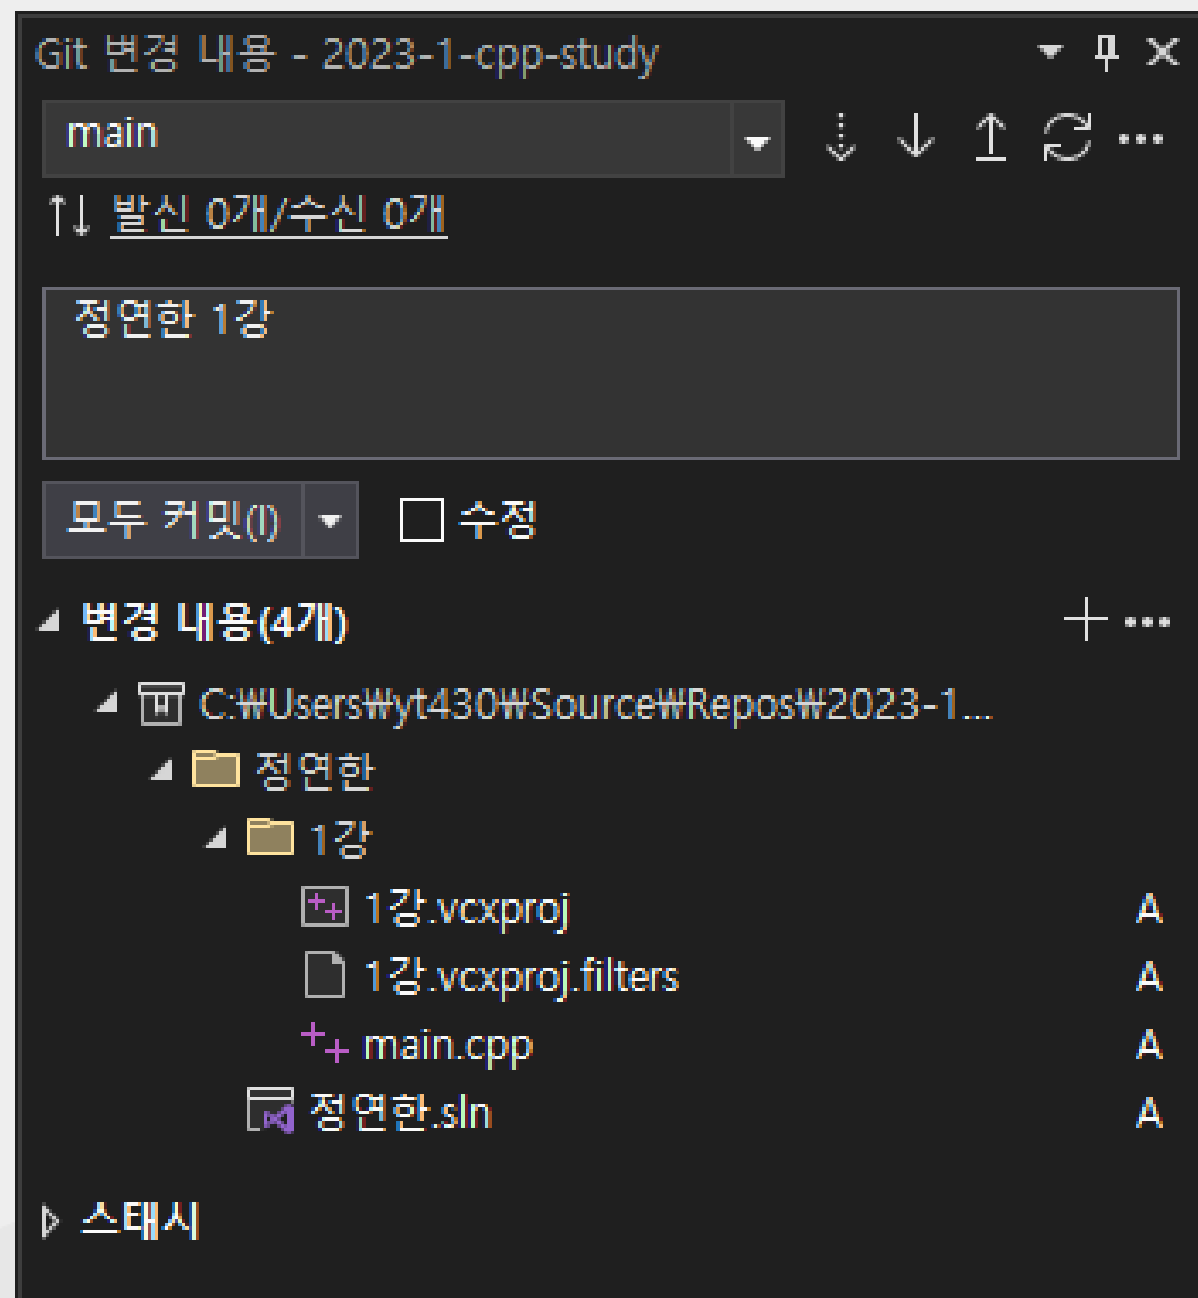 Git 변경 내용 - 2023-1-cpp-study
main
발신 0개/수신 0개
정연한 1강
모두 커밋(I) 수정
변경 내용(4개)
C:₩Users₩yt430₩Source₩Repos₩2023-1...
정연한
1강
1강.vcxproj A
1강.vcxproj.filters A
main.cpp A
정연한.sln A
스태시